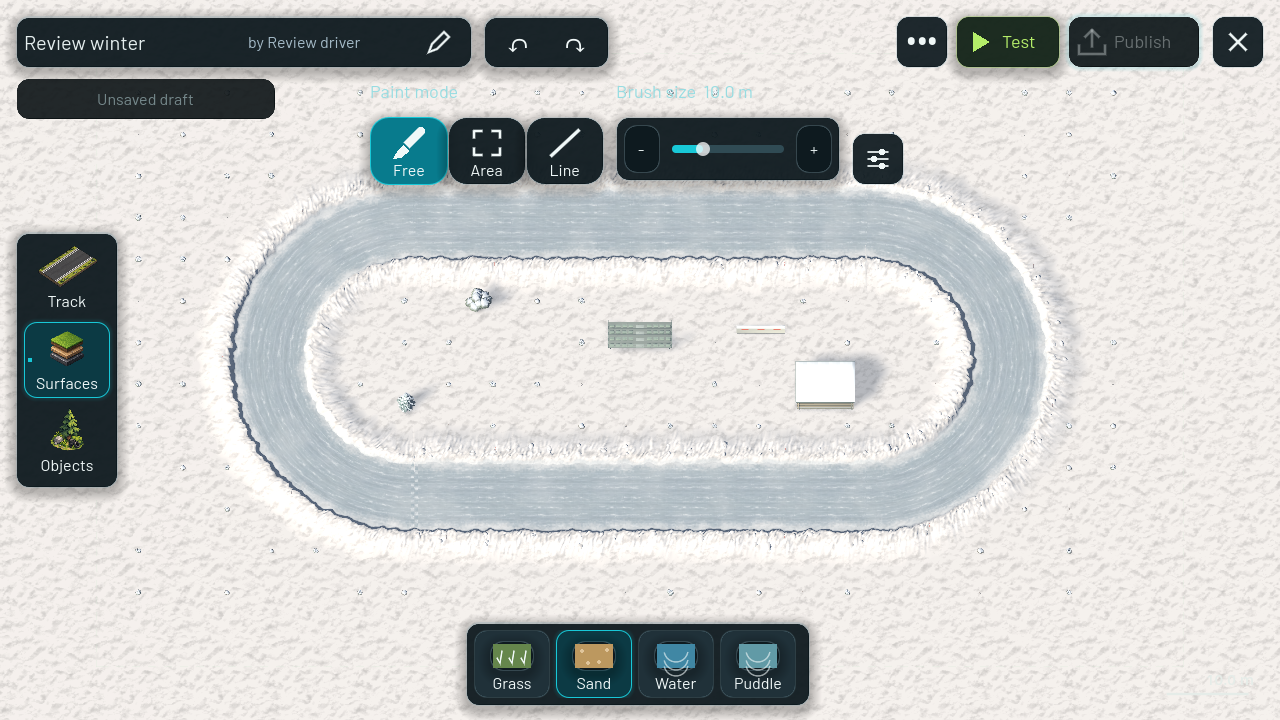 Review winter
by Review driver
Test
Publish
Unsaved draft
Paint mode
Brush size 10.0 m
Free
Area
Line
-
+
Track
Surfaces
Objects
Grass
Sand
Water
Puddle